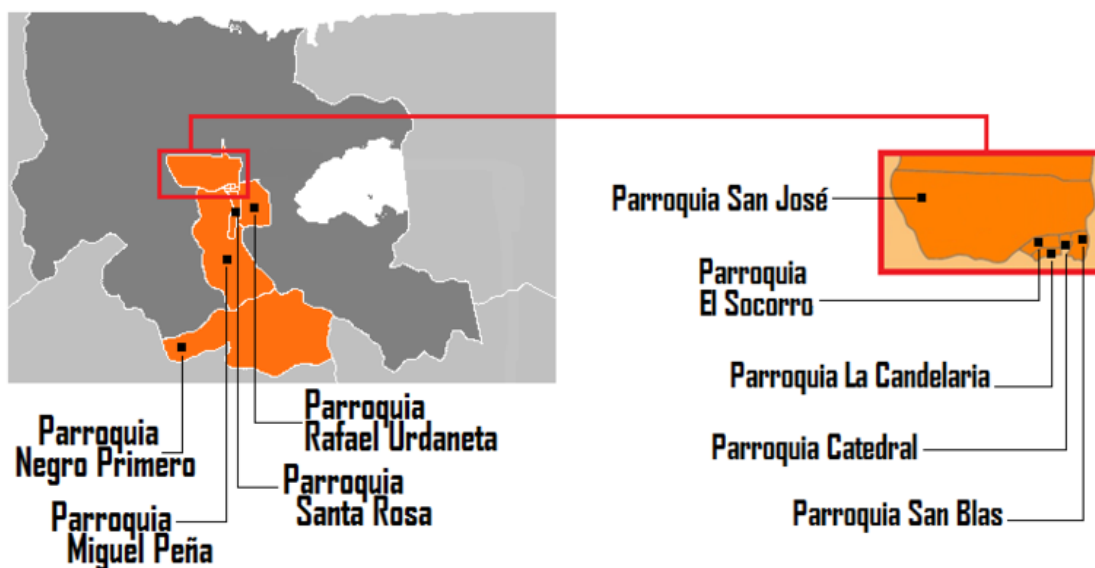 Parroquia San José
Parroquia
El Socorro
Parroquia La Candelaria
Parroquia Catedral
Parroquia San Blas
Parroquia
Rafael Urdaneta
Parroquia
Negro Primero
Parroquia
Santa Rosa
Parroquia
Miguel Peña